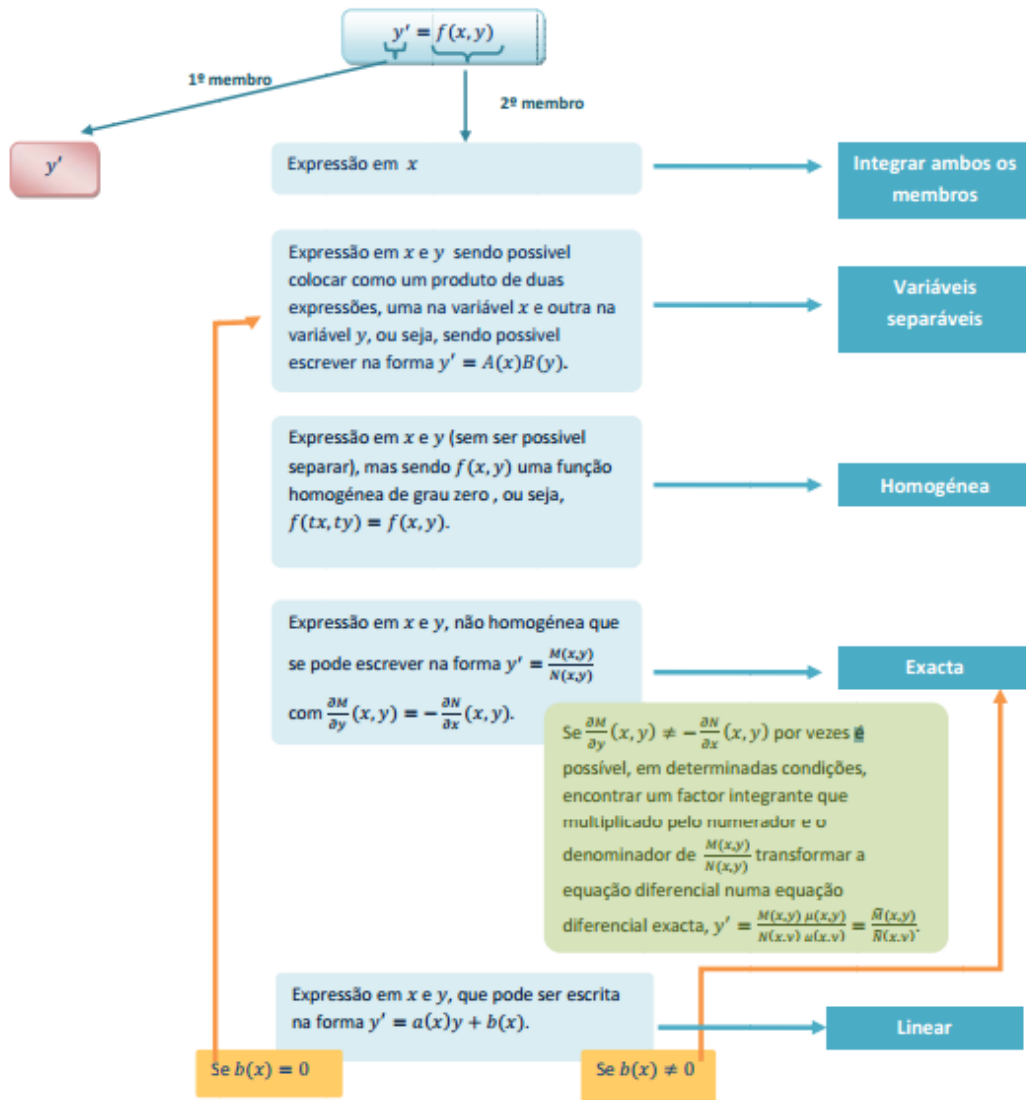 y′ = f(x, y)
1º membro
2º membro
y′
Expressão em x
Integrar ambos os
membros
Expressão em x e y sendo possivel
colocar como um produto de duas
expressões, uma na variável x e outra na
variável y, ou seja, sendo possivel
escrever na forma y′ = A(x)B(y).
Variáveis
separáveis
Expressão em x e y (sem ser possivel
separar), mas sendo f(x, y) uma função
homogénea de grau zero , ou seja,
f(tx, ty) = f(x, y).
Homogénea
Expressão em x e y, não homogénea que
se pode escrever na forma y′ = M(x,y)/N(x,y)
com ∂M/∂y (x, y) = −∂N/∂x (x, y).
Exacta
Se ∂M/∂y (x, y) ≠ −∂N/∂x (x, y) por vezes é
possível, em determinadas condições,
encontrar um factor integrante que
multiplicado pelo numerador e o
denominador de M(x,y)/N(x,y) transformar a
equação diferencial numa equação
diferencial exacta, y′ = M(x,y) μ(x,y)/N(x,y) μ(x,y) = M̃(x,y)/Ñ(x,y).
Expressão em x e y, que pode ser escrita
na forma y′ = a(x)y + b(x).
Linear
Se b(x) = 0
Se b(x) ≠ 0